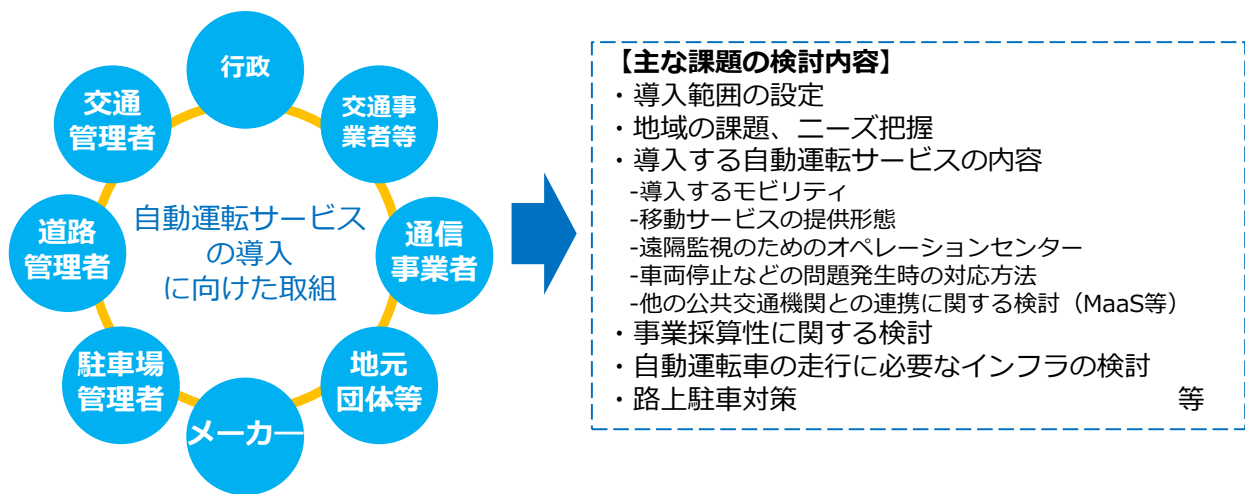 行政
交通事
業者等
通信
事業者
地元
団体等
メーカー
駐車場
管理者
道路
管理者
交通
管理者
自動運転サービス
の導入
に向けた取組
【主な課題の検討内容】
・導入範囲の設定
・地域の課題、ニーズ把握
・導入する自動運転サービスの内容
-導入するモビリティ
-移動サービスの提供形態
-遠隔監視のためのオペレーションセンター
-車両停止などの問題発生時の対応方法
-他の公共交通機関との連携に関する検討（MaaS等）
・事業採算性に関する検討
・自動運転車の走行に必要なインフラの検討
・路上駐車対策 等